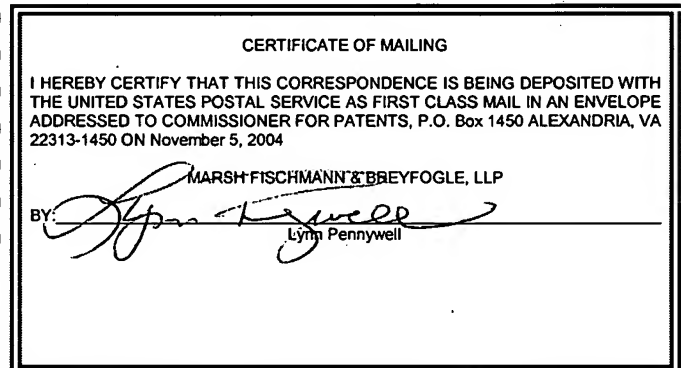 CERTIFICATE OF MAILING
I HEREBY CERTIFY THAT THIS CORRESPONDENCE IS BEING DEPOSITED WITH
THE UNITED STATES POSTAL SERVICE AS FIRST CLASS MAIL IN AN ENVELOPE
ADDRESSED TO COMMISSIONER FOR PATENTS, P.O. Box 1450 ALEXANDRIA, VA
22313-1450 ON November 5, 2004
MARSH FISCHMANN & BREYFOGLE, LLP
BY:
Lynn Pennywell